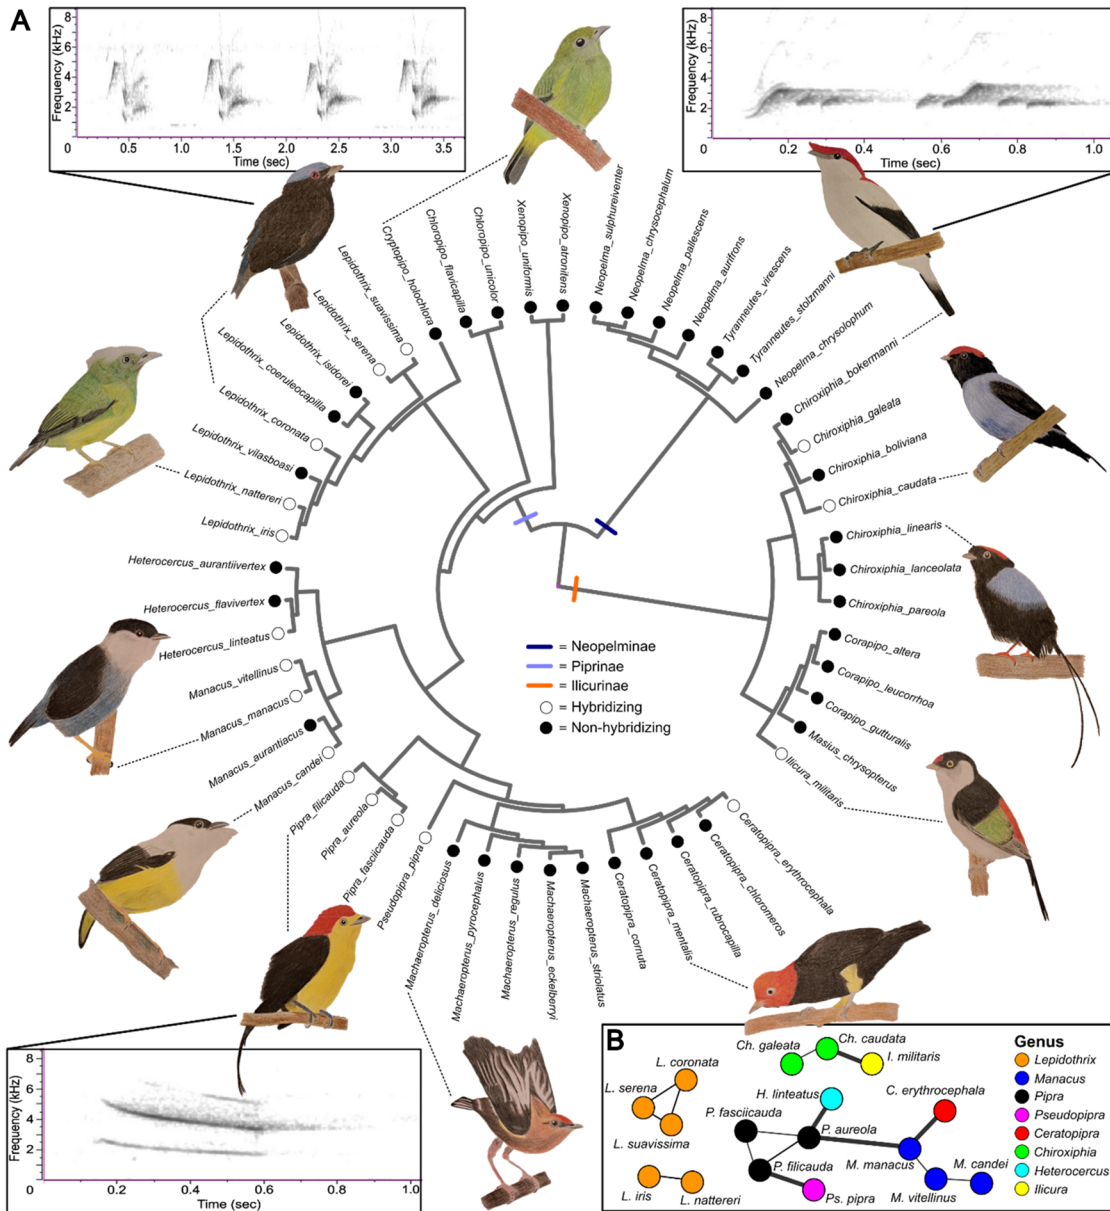 A
Frequency (kHz)
8
6
4
2
0
0.5
1.0
1.5
2.0
2.5
3.0
3.5
Time (sec)
Frequency (kHz)
8
6
4
2
0
0.2
0.4
0.6
0.8
1.0
Time (sec)
Lepidothrix_iris
Lepidothrix_nattereri
Lepidothrix_vilasboasi
Lepidothrix_coronata
Lepidothrix_coeruleocapilla
Lepidothrix_isidorei
Lepidothrix_serena
Lepidothrix_suavissima
Cryptopipo_holochlora
Chloropipo_flavicapilla
Chloropipo_unicolor
Xenopipo_uniformis
Xenopipo_atronitens
Neopelma_sulphureiventer
Neopelma_chrysocephalum
Neopelma_pallescens
Neopelma_aurifrons
Tyranneutes_virescens
Tyranneutes_stolzmanni
Neopelma_chrysolophum
Chiroxiphia_bokermanni
Chiroxiphia_galeata
Chiroxiphia_boliviana
Chiroxiphia_caudata
Chiroxiphia_linearis
Chiroxiphia_lanceolata
Chiroxiphia_pareola
Corapipo_altera
Corapipo_leucorrhoa
Corapipo_gutturalis
Masius_chrysopterus
Ilicura_militaris
Ceratopipra_erythrocephala
Ceratopipra_chloromeros
Ceratopipra_rubrocapilla
Ceratopipra_mentalis
Ceratopipra_cornuta
Machaeropterus_striolatus
Machaeropterus_eckelberryi
Machaeropterus_regulus
Machaeropterus_pyrocephalus
Machaeropterus_deliciosus
Pseudopipra_pipra
Pipra_fasciicauda
Pipra_aureola
Pipra_filicauda
Manacus_candei
Manacus_aurantiacus
Manacus_manacus
Manacus_vitellinus
Heterocercus_linteatus
Heterocercus_flavivertex
Heterocercus_aurantiivertex
= Neopelminae
= Piprinae
= Ilicurinae
= Hybridizing
= Non-hybridizing
Frequency (kHz)
8
6
4
2
0
0.2
0.4
0.6
0.8
1.0
Time (sec)
B
Ch. galeata
Ch. caudata
I. militaris
L. coronata
L. serena
L. suavissima
H. linteatus
C. erythrocephala
P. fasciicauda
P. aureola
P. filicauda
M. manacus
M. candei
M. vitellinus
Ps. pipra
L. iris
L. nattereri
Genus
Lepidothrix
Manacus
Pipra
Pseudopipra
Ceratopipra
Chiroxiphia
Heterocercus
Ilicura